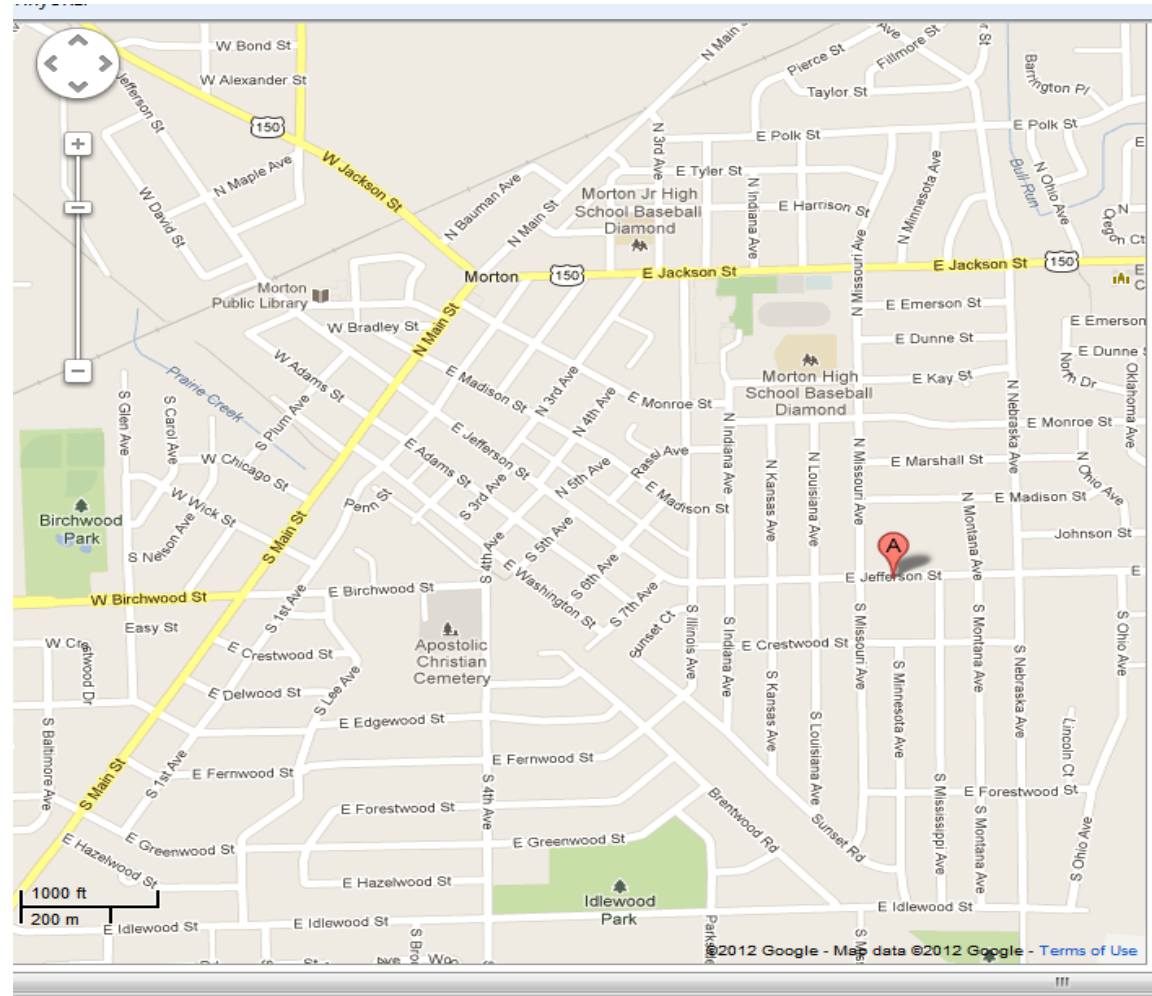 W Bond St
N Main St
Pierce St
Ave
Fillmore St
W Alexander St
Jefferson St
Taylor St
Barrington Pl
150
E Polk St
E Polk St
N 3rd Ave
W Jackson St
N Maple Ave
E Tyler St
N Minnesota Ave
Bull Run
N Ohio Ave
N Bauman Ave
N Main St
Morton Jr High
School Baseball
Diamond
N Indiana Ave
E Harrison St
W David St
N Missouri Ave
Morton
150
E Jackson St
E Jackson St
150
Morton
Public Library
E Emerson St
W Bradley St
N Main St
E Dunne St
E Emerson
E Dunne
North Dr
Oklahoma Ave
Prairie Creek
W Adams St
E Madison St
N 3rd Ave
N 4th Ave
Morton High
School Baseball
Diamond
E Kay St
N Nebraska Ave
S Glen Ave
S Carol Ave
S Plum Ave
E Monroe St
E Monroe St
E Jefferson St
E Adams St
W Chicago St
S 3rd Ave
N 5th Ave
Rassi Ave
N Indiana Ave
N Kansas Ave
N Louisiana Ave
N Missouri Ave
E Marshall St
N Ohio Ave
Birchwood
Park
W Wick St
S Nelson Ave
S Main St
Penn St
E Madison St
N Montana Ave
E Madison St
Johnson St
S 4th Ave
S 5th Ave
S 6th Ave
S 7th Ave
A
E Jefferson St
E
W Birchwood St
E Birchwood St
S 1st Ave
E Washington St
Sunset Ct
S Illinois Ave
S Indiana Ave
S Missouri Ave
S Montana Ave
S Ohio Ave
Easy St
E Crestwood St
Apostolic
Christian
Cemetery
E Crestwood St
W Crestwood Dr
S Minnesota Ave
S Nebraska Ave
E Delwood St
S Lee Ave
S Kansas Ave
S Louisiana Ave
S Baltimore Ave
E Edgewood St
Lincoln Ct
S Main St
S 1st Ave
E Fernwood St
E Fernwood St
S 4th Ave
S Mississippi Ave
E Forestwood St
E Forestwood St
Brentwood Rd
Sunset Rd
S Montana Ave
S Ohio Ave
E Greenwood St
E Greenwood St
E Hazelwood St
E Hazelwood St
1000 ft
200 m
Idlewood
Park
E Idlewood St
E Idlewood St
E Idlewood St
©2012 Google - Map data ©2012 Google - Terms of Use